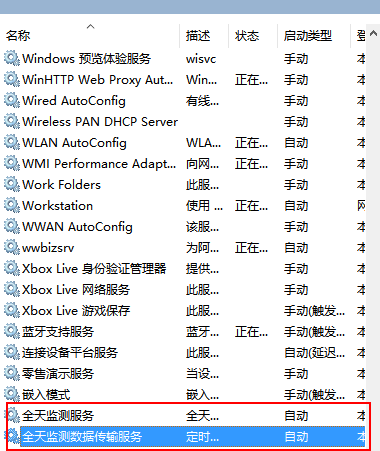 名称 描述 状态 启动类型 登
Windows 预览体验服务 wisvc 手动 本
WinHTTP Web Proxy Aut... Win... 正在... 手动 本
Wired AutoConfig 有线... 手动 本
Wireless PAN DHCP Server 手动 本
WLAN AutoConfig WLA... 正在... 自动 本
WMI Performance Adapt... 向网... 正在... 手动 本
Work Folders 此服... 手动 本
Workstation 使用 ... 正在... 自动 网
WWAN AutoConfig 该服... 手动 本
wwbizsrv 为阿... 正在... 自动 本
Xbox Live 身份验证管理器 提供... 手动 本
Xbox Live 网络服务 此服... 手动 本
Xbox Live 游戏保存 此服... 手动(触发... 本
蓝牙支持服务 蓝牙... 正在... 手动(触发... 本
连接设备平台服务 此服... 自动(延迟... 本
零售演示服务 当设... 手动 本
嵌入模式 嵌入... 手动(触发... 本
全天监测服务 全天... 自动 本
全天监测数据传输服务 定时... 自动 本